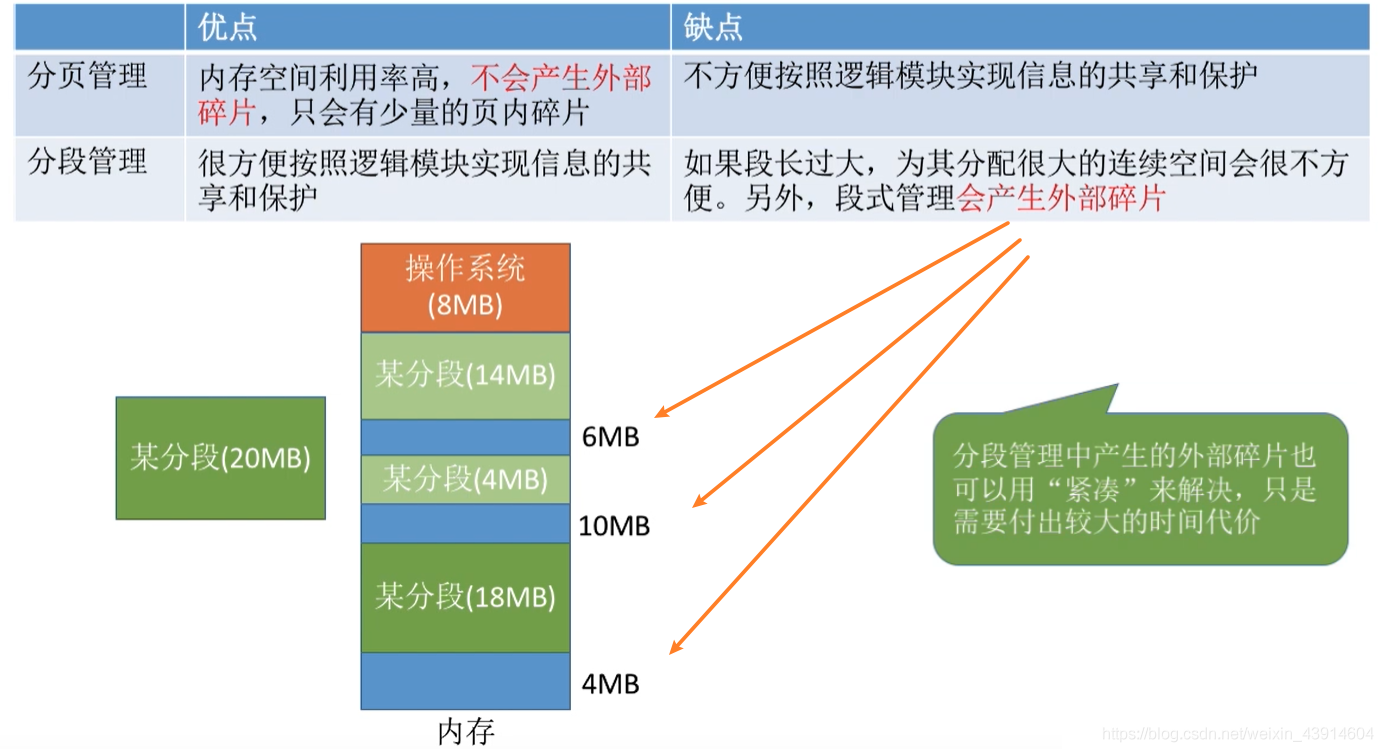 优点
缺点
分页管理
内存空间利用率高，不会产生外部
碎片，只会有少量的页内碎片
不方便按照逻辑模块实现信息的共享和保护
分段管理
很方便按照逻辑模块实现信息的共
享和保护
如果段长过大，为其分配很大的连续空间会很不方
便。另外，段式管理会产生外部碎片
操作系统
(8MB)
某分段(14MB)
6MB
某分段(20MB)
某分段(4MB)
10MB
某分段(18MB)
4MB
内存
分段管理中产生的外部碎片也
可以用“紧凑”来解决，只是
需要付出较大的时间代价
https://blog.csdn.net/weixin_43914604